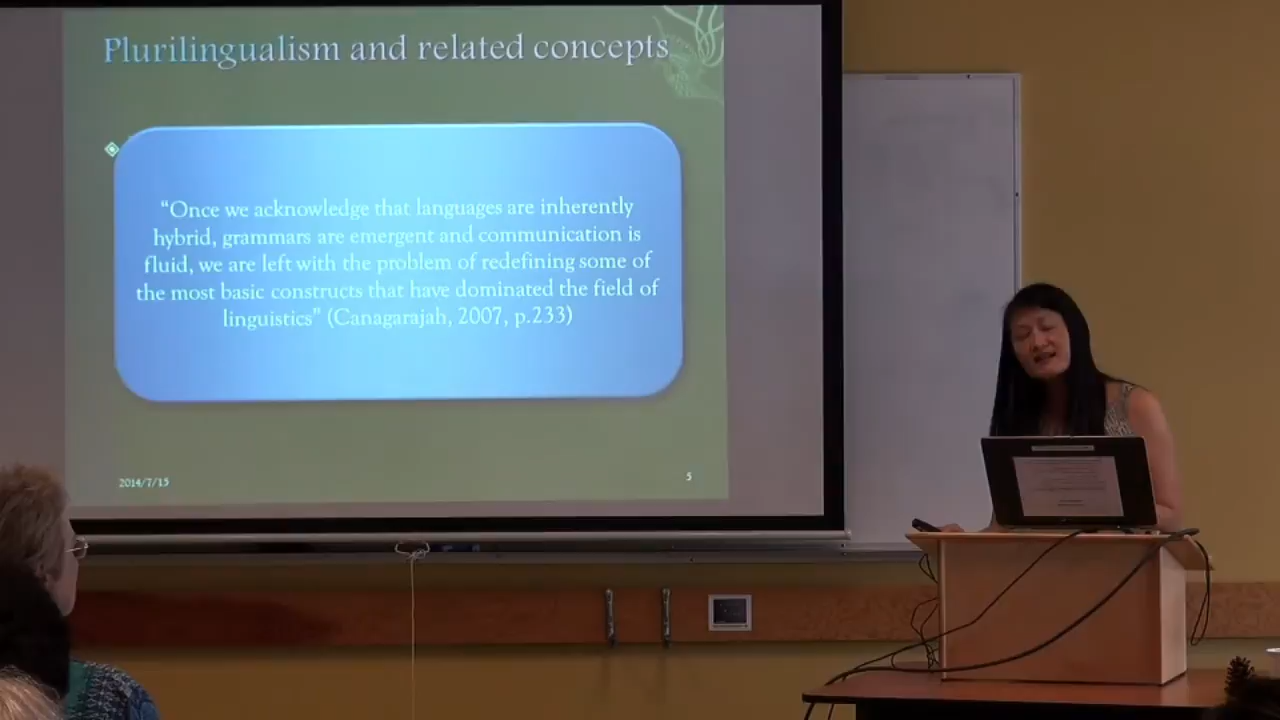 Plurilingualism and related concepts
“Once we acknowledge that languages are inherently
hybrid, grammars are emergent and communication is
fluid, we are left with the problem of redefining some of
the most basic constructs that have dominated the field of
linguistics” (Canagarajah, 2007, p.233)
2014/7/15
5